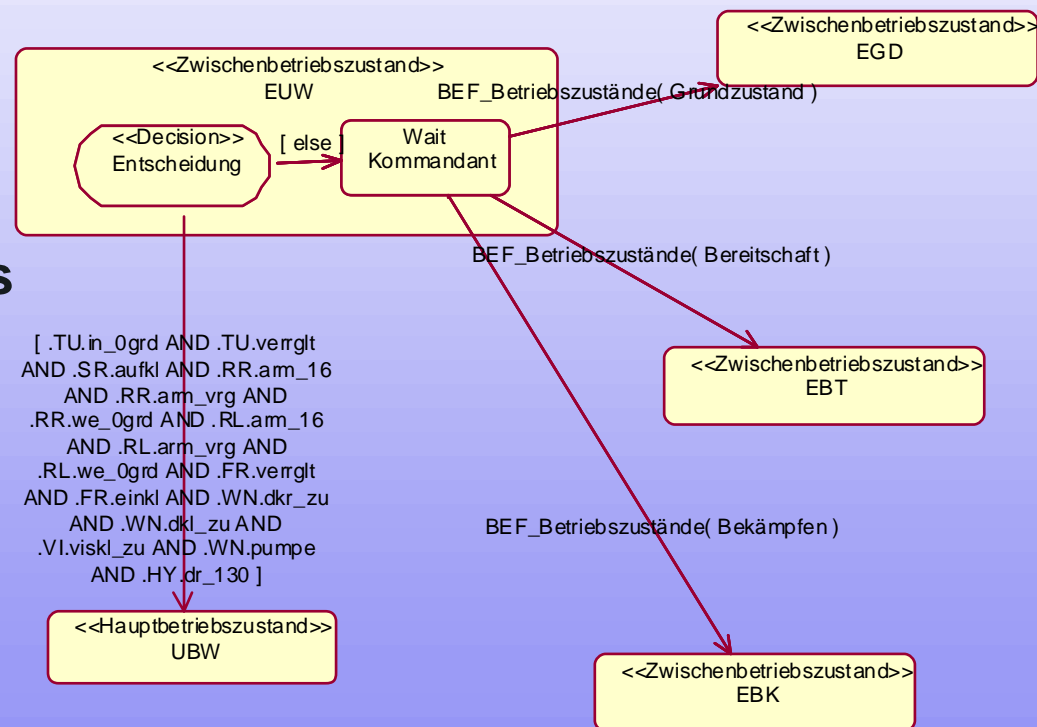 <<Zwischenbetriebszustand>>
EGD
<<Zwischenbetriebszustand>>
EUW
BEF_Betriebszustände( Grundzustand )
<<Decision>>
Entscheidung
[ else ]
Wait
Kommandant
BEF_Betriebszustände( Bereitschaft )
s
[ .TU.in_0grd AND .TU.verrglt
AND .SR.aufkl AND .RR.arm_16
AND .RR.arm_vrg AND
.RR.we_0grd AND .RL.arm_16
AND .RL.arm_vrg AND
.RL.we_0grd AND .FR.verrglt
AND .FR.einkl AND .WN.dkr_zu
AND .WN.dkl_zu AND
.VI.viskl_zu AND .WN.pumpe
AND .HY.dr_130 ]
<<Zwischenbetriebszustand>>
EBT
BEF_Betriebszustände( Bekämpfen )
<<Hauptbetriebszustand>>
UBW
<<Zwischenbetriebszustand>>
EBK